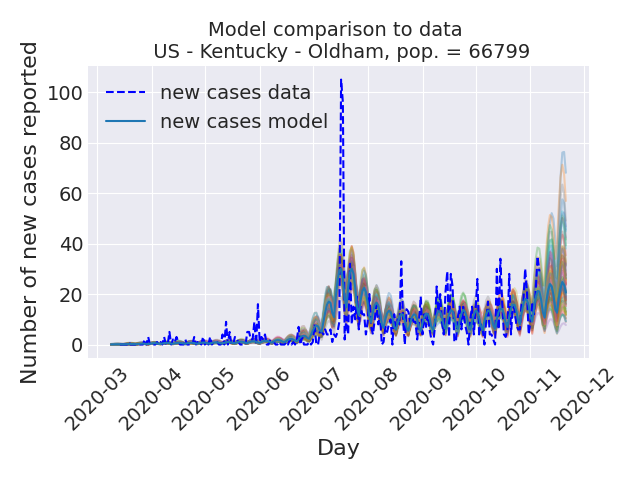 Model comparison to data
US - Kentucky - Oldham, pop. = 66799
Number of new cases reported
100
80
60
40
20
0
new cases data
new cases model
2020-03
2020-04
2020-05
2020-06
2020-07
2020-08
2020-09
2020-10
2020-11
2020-12
Day